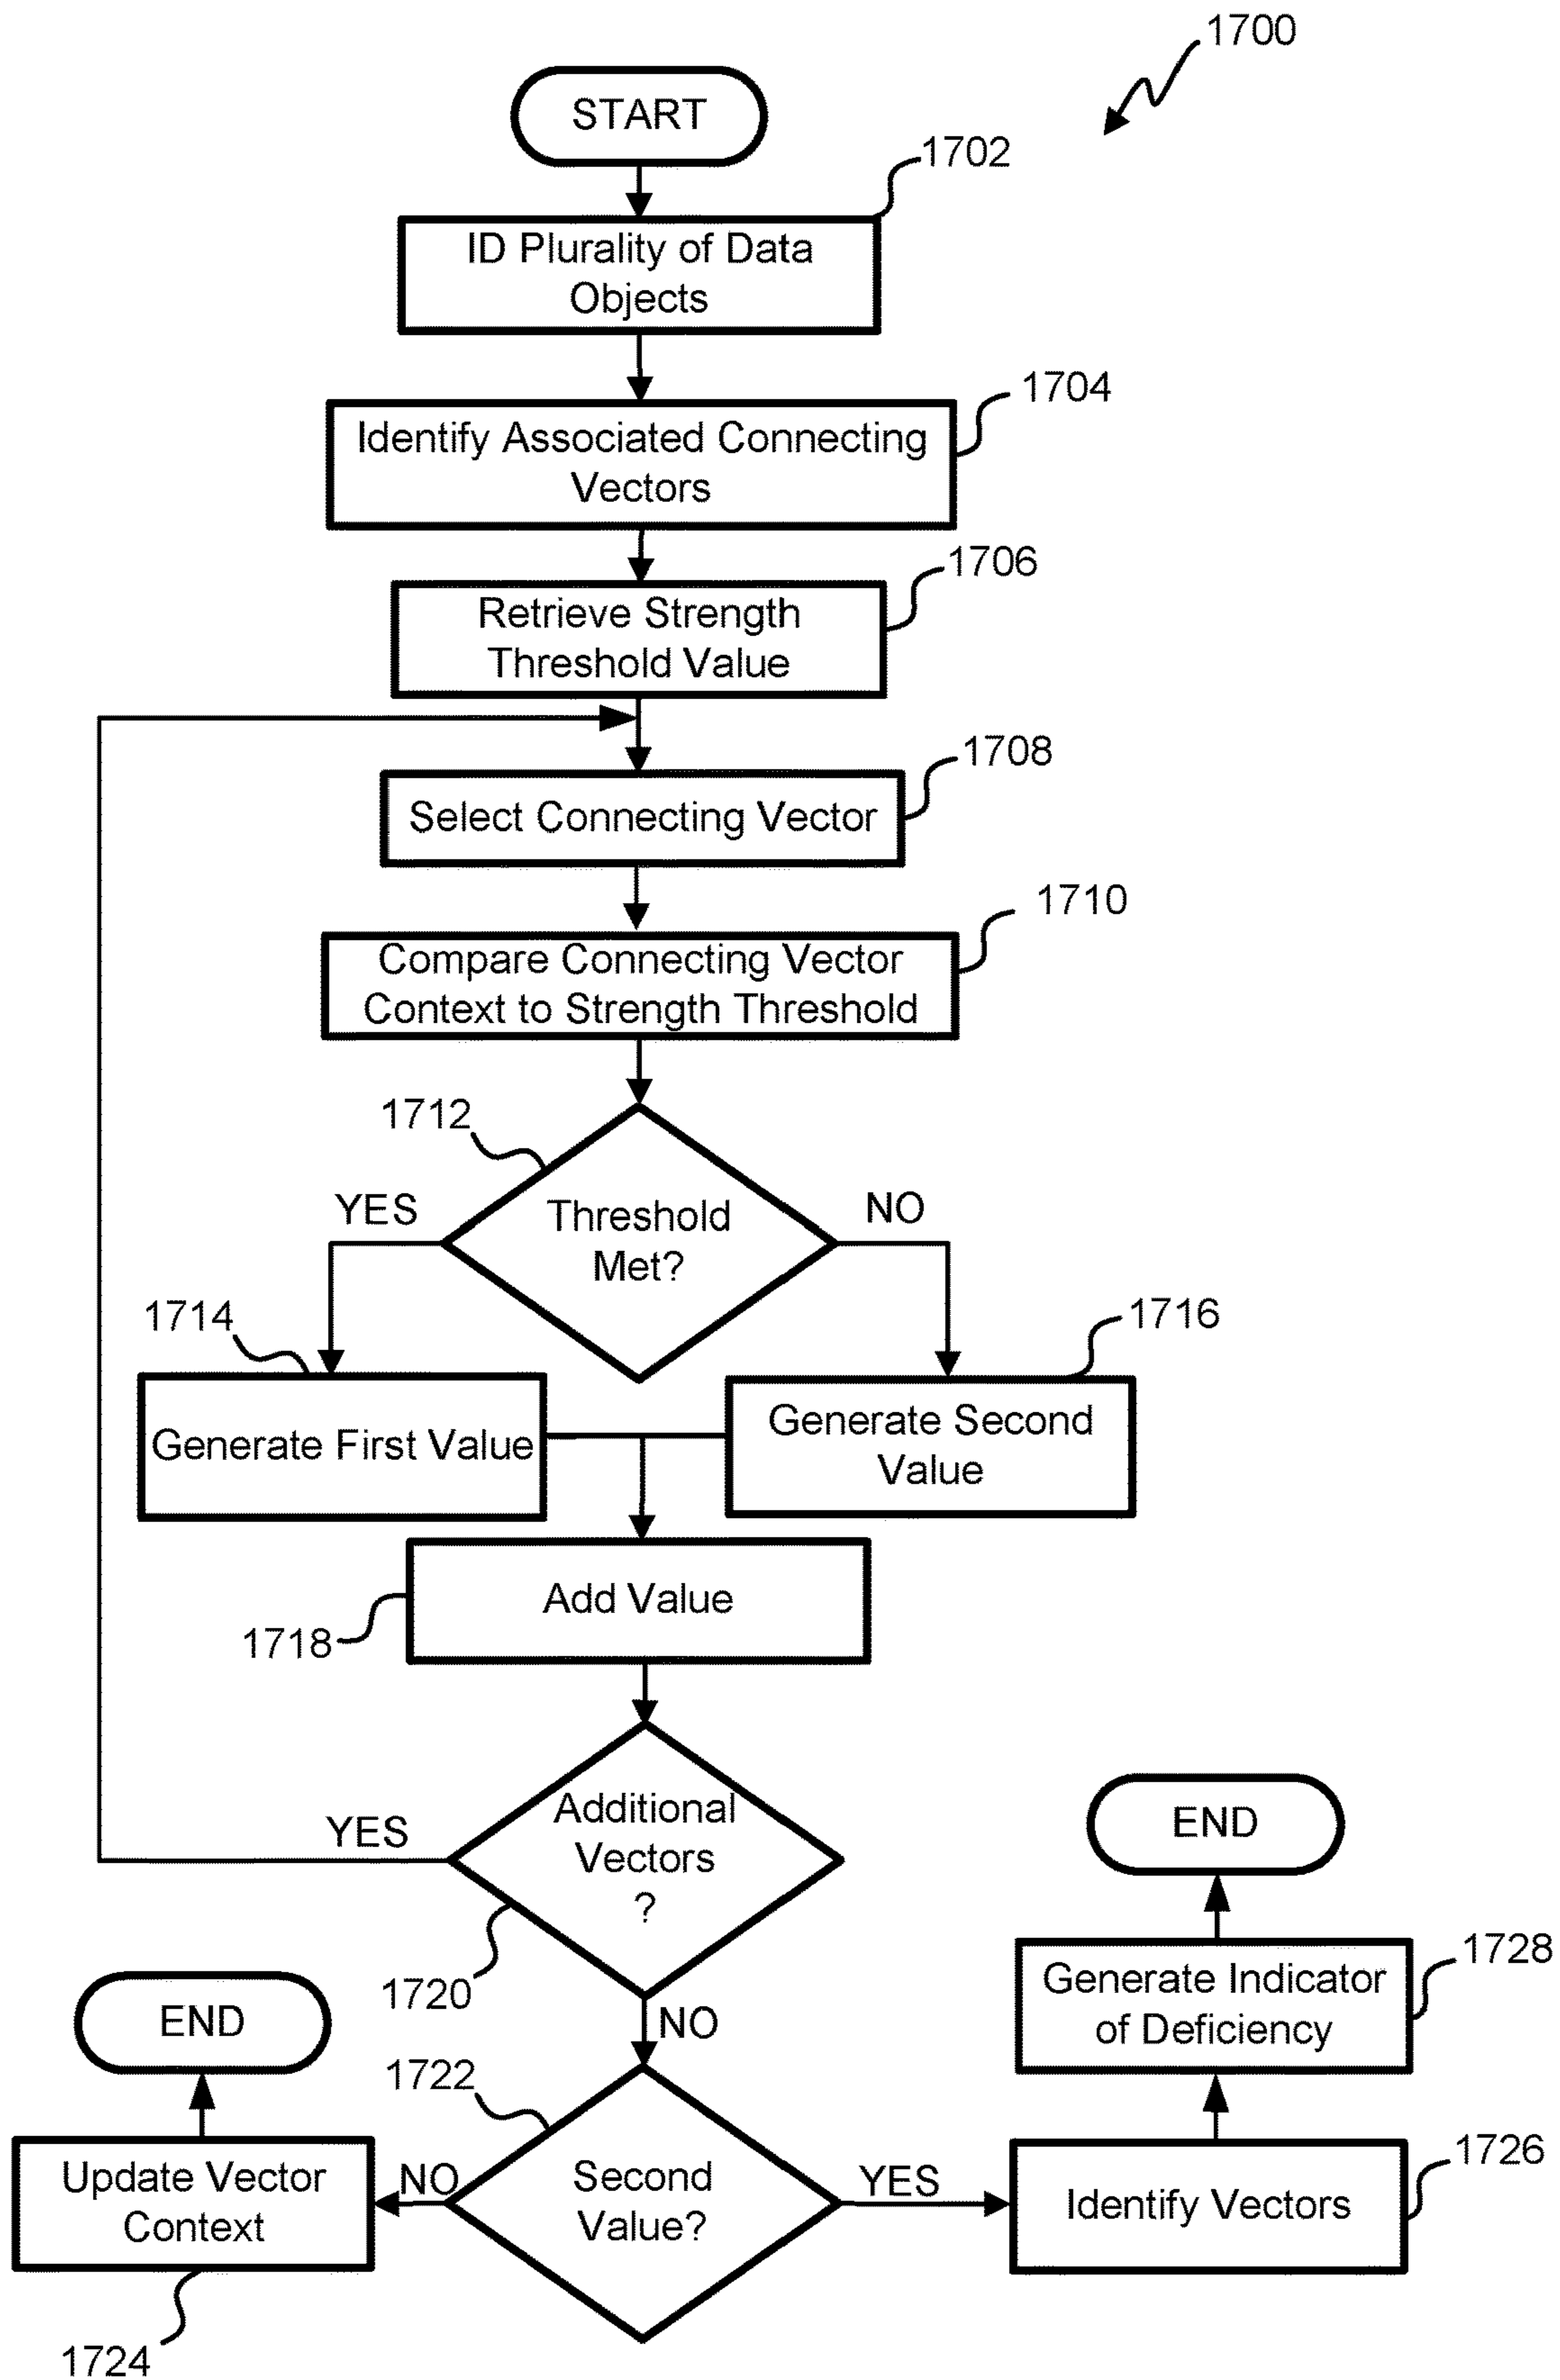 1700
START
1702
ID Plurality of Data
Objects
1704
Identify Associated Connecting
Vectors
1706
Retrieve Strength
Threshold Value
1708
Select Connecting Vector
1710
Compare Connecting Vector
Context to Strength Threshold
1712
YES
NO
Threshold
Met?
1714
1716
Generate First Value
Generate Second
Value
Add Value
1718
Additional
Vectors
?
YES
1720
NO
END
1728
Generate Indicator
of Deficiency
END
1722
1726
Update Vector
Context
NO
Second
Value?
YES
Identify Vectors
1724